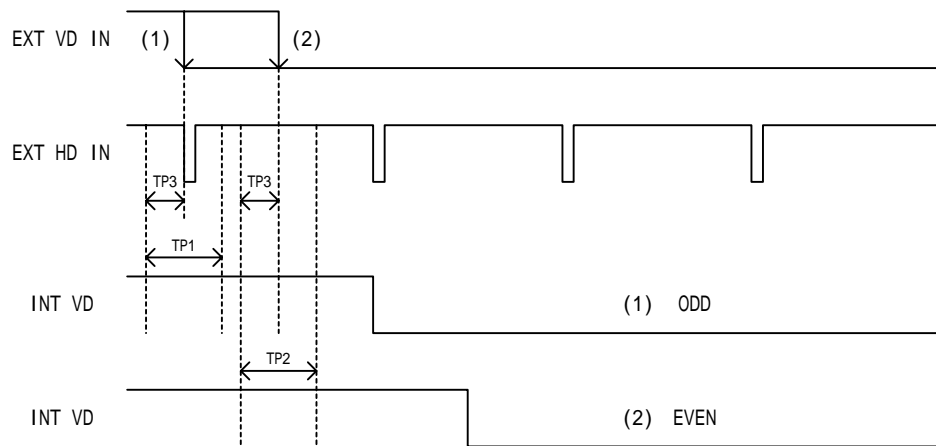 EXT VD IN (1) (2)
EXT HD IN
TP3 TP3
TP1
INT VD (1) ODD
TP2
INT VD (2) EVEN